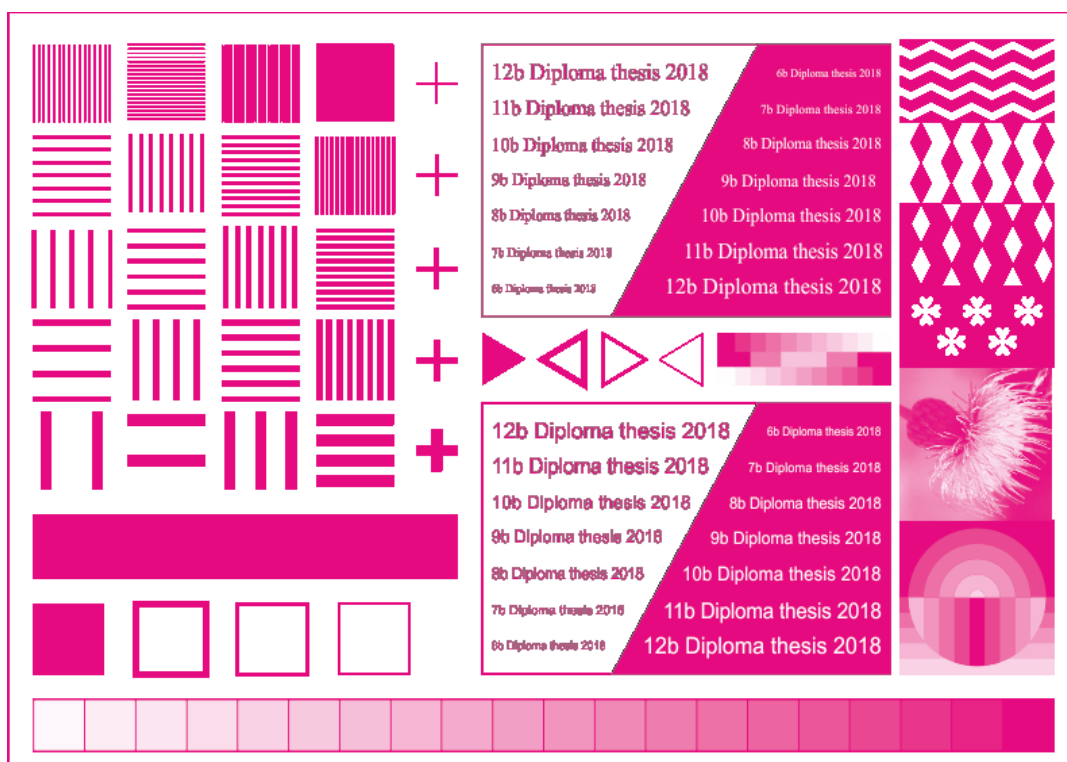 12b Diploma thesis 2018
11b Diploma thesis 2018
10b Diploma thesis 2018
9b Diploma thesis 2018
8b Diploma thesis 2018
7b Diploma thesis 2018
6b Diploma thesis 2018
6b Diploma thesis 2018
7b Diploma thesis 2018
8b Diploma thesis 2018
9b Diploma thesis 2018
10b Diploma thesis 2018
11b Diploma thesis 2018
12b Diploma thesis 2018
12b Diploma thesis 2018
11b Diploma thesis 2018
10b Diploma thesis 2018
9b Diploma thesis 2018
8b Diploma thesis 2018
7b Diploma thesis 2018
6b Diploma thesis 2018
6b Diploma thesis 2018
7b Diploma thesis 2018
8b Diploma thesis 2018
9b Diploma thesis 2018
10b Diploma thesis 2018
11b Diploma thesis 2018
12b Diploma thesis 2018